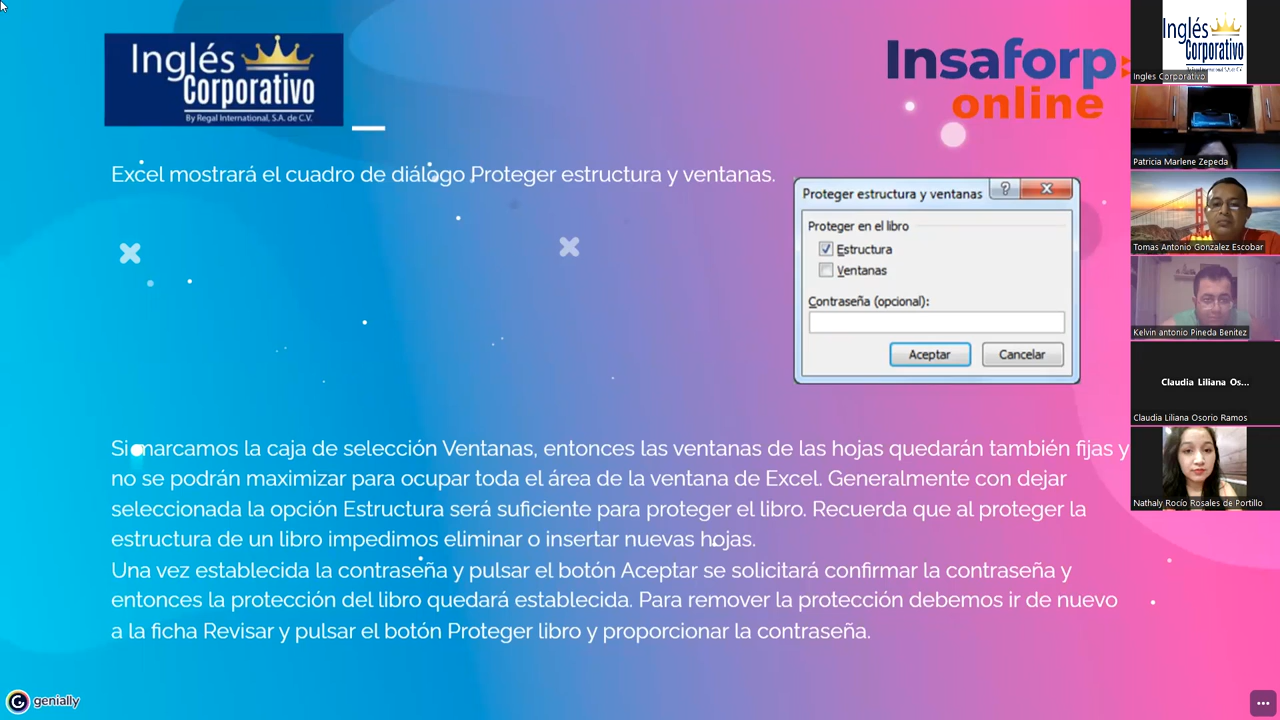 Inglés
Corporativo
By Regal International, S.A. de C.V.
Insaforp
online
Excel mostrará el cuadro de diálogo Proteger estructura y ventanas.
Proteger estructura y ventanas
?
Proteger en el libro
Estructura
Ventanas
Contraseña (opcional):
Aceptar
Cancelar
Si marcamos la caja de selección Ventanas, entonces las ventanas de las hojas quedarán también fijas y
no se podrán maximizar para ocupar toda el área de la ventana de Excel. Generalmente con dejar
seleccionada la opción Estructura será suficiente para proteger el libro. Recuerda que al proteger la
estructura de un libro impedimos eliminar o insertar nuevas hojas.
Una vez establecida la contraseña y pulsar el botón Aceptar se solicitará confirmar la contraseña y
entonces la protección del libro quedará establecida. Para remover la protección debemos ir de nuevo
a la ficha Revisar y pulsar el botón Proteger libro y proporcionar la contraseña.
genially
Inglés
Corporativo
Ingles Corporativo
Patricia Marlene Zepeda
Tomas Antonio Gonzalez Escobar
Kelvin antonio Pineda Benitez
Claudia Liliana Os...
Claudia Liliana Osorio Ramos
Nathaly Rocío Rosales de Portillo